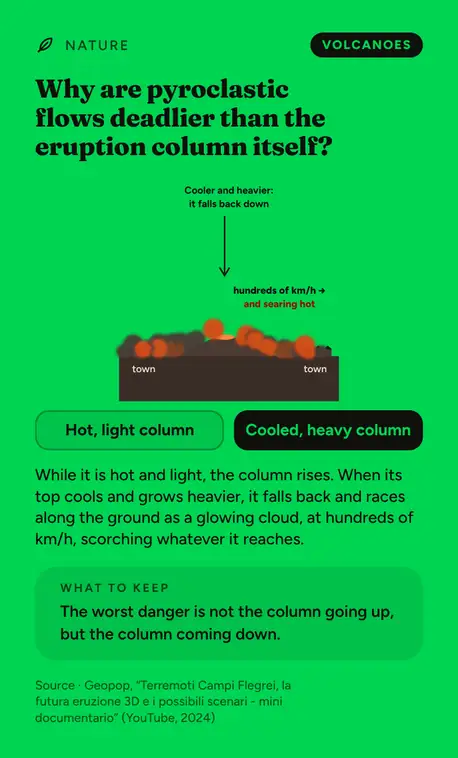 NATURE
VOLCANOES
Why are pyroclastic
flows deadlier than the
eruption column itself?
Cooler and heavier:
it falls back down
hundreds of km/h →
and searing hot
town
town
Hot, light column
Cooled, heavy column
While it is hot and light, the column rises. When its
top cools and grows heavier, it falls back and races
along the ground as a glowing cloud, at hundreds of
km/h, scorching whatever it reaches.
WHAT TO KEEP
The worst danger is not the column going up,
but the column coming down.
Source · Geopop, “Terremoti Campi Flegrei, la
futura eruzione 3D e i possibili scenari - mini
documentario” (YouTube, 2024)